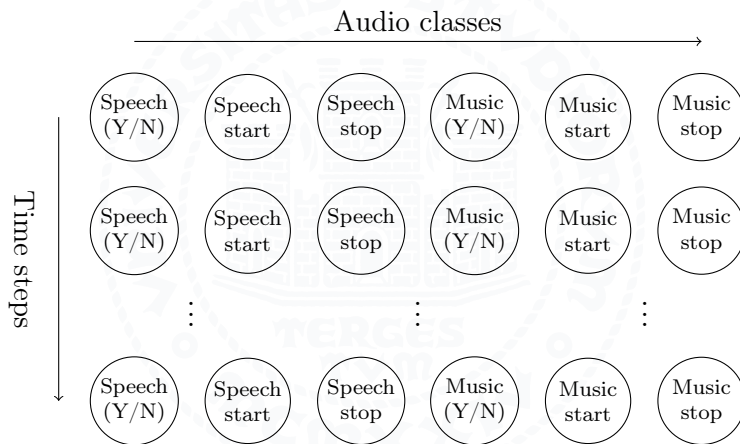 Audio classes
Speech (Y/N)
Speech start
Speech stop
Music (Y/N)
Music start
Music stop
Time steps
Speech (Y/N)
Speech start
Speech stop
Music (Y/N)
Music start
Music stop
⋮ ⋮ ⋮
TERGES
Speech (Y/N)
Speech start
Speech stop
Music (Y/N)
Music start
Music stop